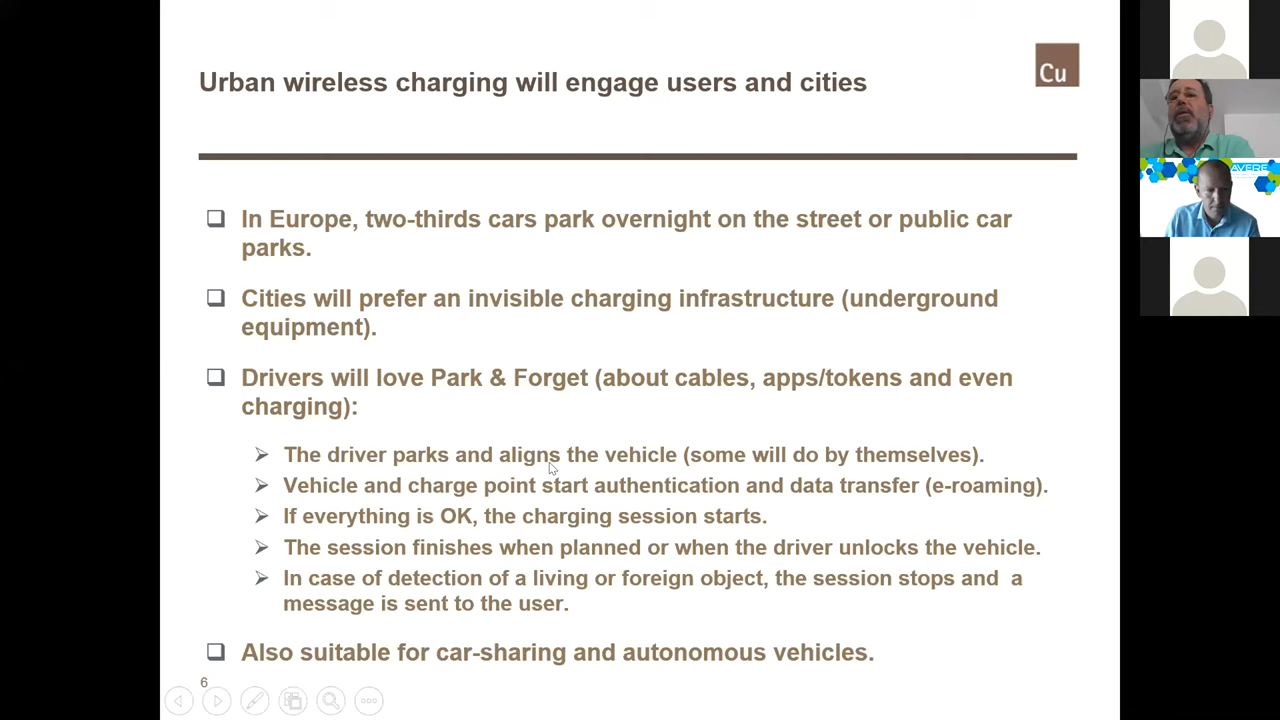 Urban wireless charging will engage users and cities
Cu
In Europe, two-thirds cars park overnight on the street or public car
parks.
Cities will prefer an invisible charging infrastructure (underground
equipment).
Drivers will love Park & Forget (about cables, apps/tokens and even
charging):
The driver parks and aligns the vehicle (some will do by themselves).
Vehicle and charge point start authentication and data transfer (e-roaming).
If everything is OK, the charging session starts.
The session finishes when planned or when the driver unlocks the vehicle.
In case of detection of a living or foreign object, the session stops and a
message is sent to the user.
Also suitable for car-sharing and autonomous vehicles.
6
AVERE